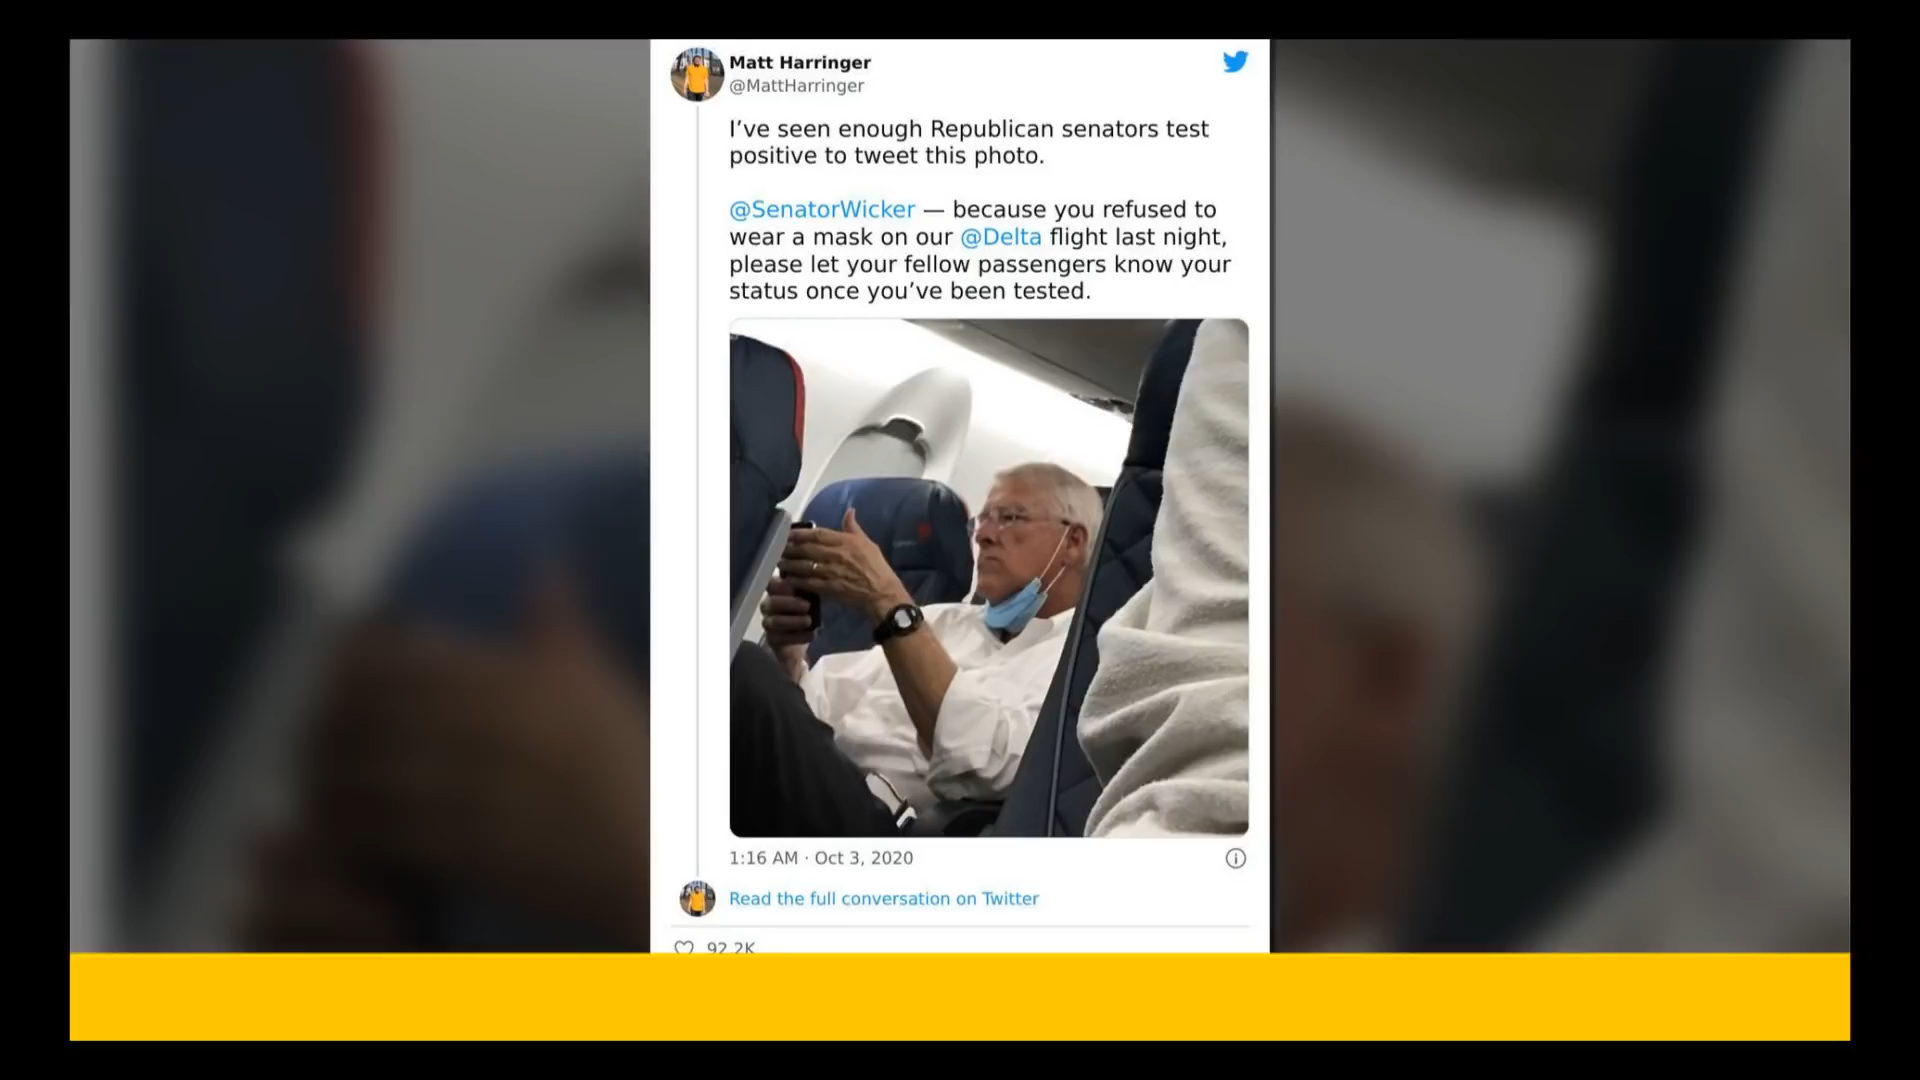 Matt Harringer
@MattHarringer
I’ve seen enough Republican senators test
positive to tweet this photo.
@SenatorWicker — because you refused to
wear a mask on our @Delta flight last night,
please let your fellow passengers know your
status once you’ve been tested.
1:16 AM · Oct 3, 2020
Read the full conversation on Twitter
92.2K